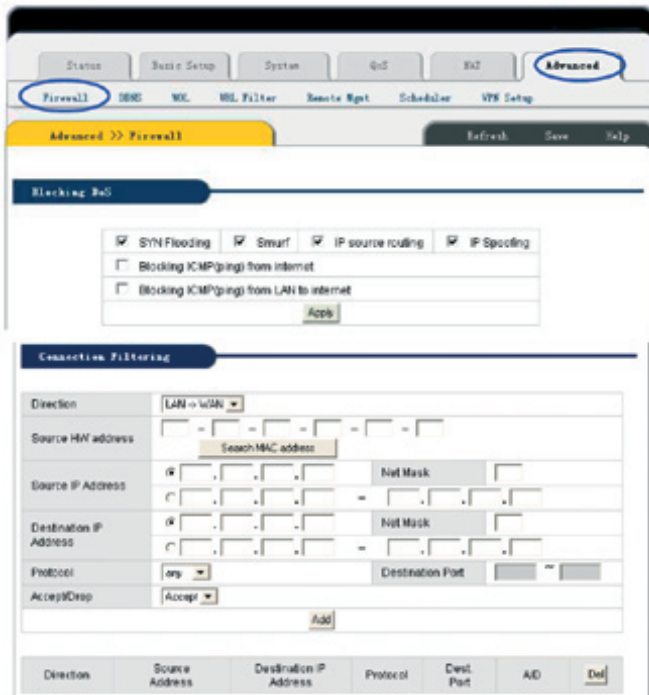 Status Basic Setup System QoS NAT Advanced
Firewall DDNS WOL URL Filter Remote Mgmt Scheduler VPN Setup
Advanced >> Firewall Refresh Save Help
Blocking DoS
SYN Flooding Smurf IP source routing IP Spoofing
Blocking ICMP(ping) from internet
Blocking ICMP(ping) from LAN to internet
Apply
Connection Filtering
Direction LAN -> WAN
Source HW address - - - - -
Search MAC address
Source IP Address . . . Net Mask
. . . - . . .
Destination IP Address . . . Net Mask
. . . - . . .
Protocol any Destination Port ~
Accept/Drop Accept
Add
Direction Source Address Destination IP Address Protocol Dest. Port A/D Del